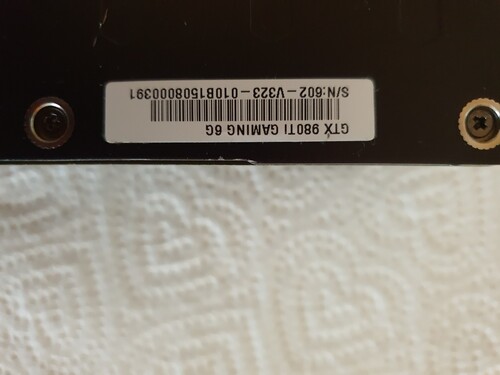 GTX 980TI GAMING 6G
S/N:602-V323-010B1508000391